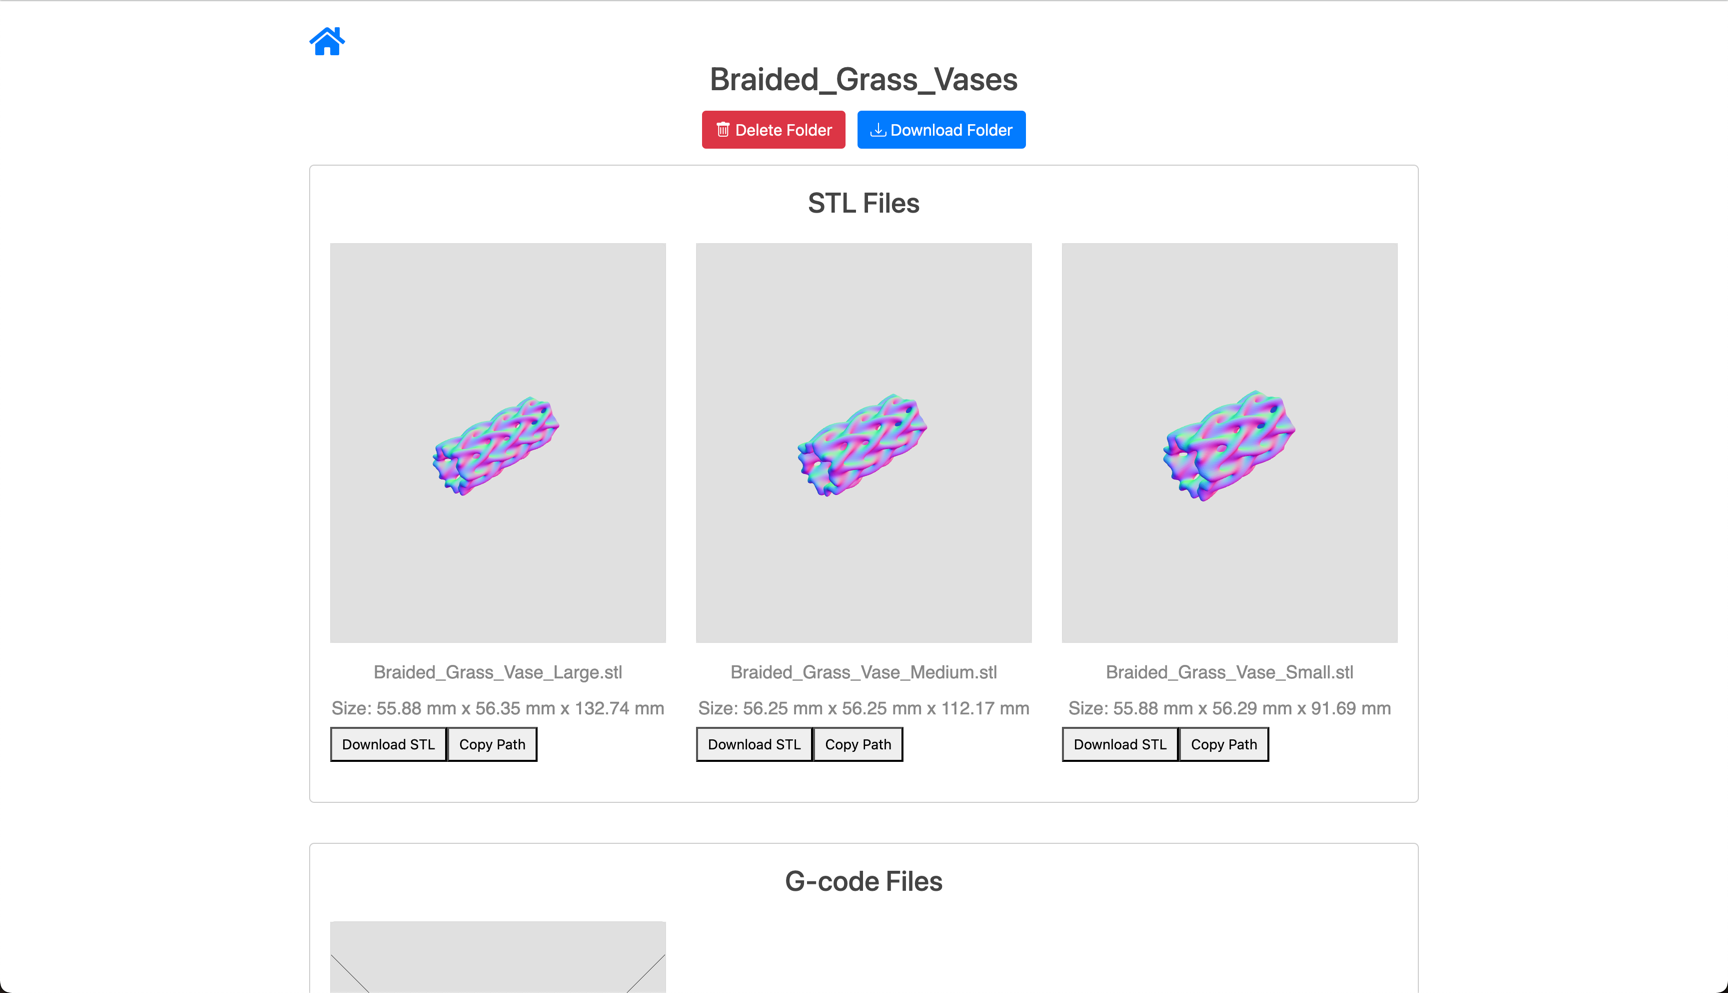 Braided_Grass_Vases
Delete Folder
Download Folder
STL Files
Braided_Grass_Vase_Large.stl
Size: 55.88 mm x 56.35 mm x 132.74 mm
Download STL
Copy Path
Braided_Grass_Vase_Medium.stl
Size: 56.25 mm x 56.25 mm x 112.17 mm
Download STL
Copy Path
Braided_Grass_Vase_Small.stl
Size: 55.88 mm x 56.29 mm x 91.69 mm
Download STL
Copy Path
G-code Files